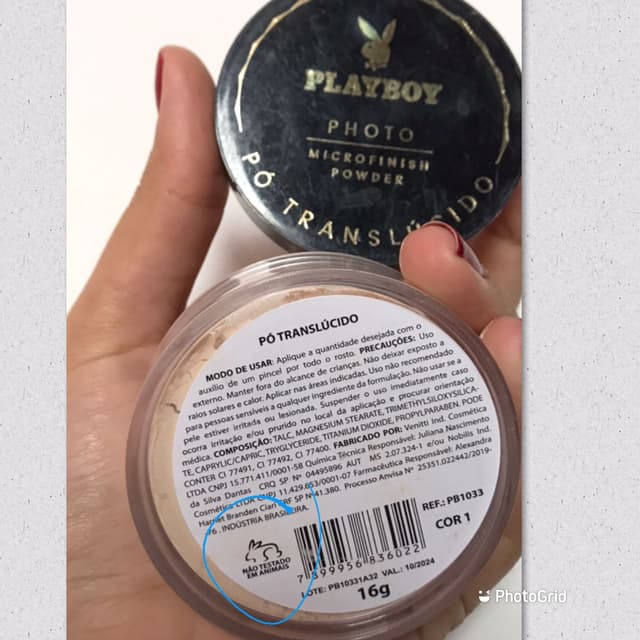 PLAYBOY
PHOTO
MICROFINISH
POWDER
PÓ TRANSLÚCIDO
PÓ TRANSLÚCIDO
MODO DE USAR: Aplique a quantidade desejada com o
auxílio de um pincel por todo o rosto. PRECAUÇÕES: Uso
externo. Manter fora do alcance de crianças. Não deixar exposto a
raios solares e calor. Aplicar nas áreas indicadas. Uso não recomendado
para pessoas sensíveis a qualquer ingrediente da formulação. Não usar se a
pele estiver irritada ou lesionada. Suspender o uso imediatamente caso
ocorra irritação e/ou prurido no local da aplicação e procurar orientação
médica. COMPOSIÇÃO: TALC, MAGNESIUM STEARATE, TRIMETHYLSILOXYSILICA-
TE, CAPRYLIC/CAPRIC, TRYGLYCERIDE, TITANIUM DIOXIDE, PROPYLPARABEN. PODE
CONTER CI 77491, CI 77492, CI 77400. FABRICADO POR: Venitti Ind. Cosmética
LTDA CNPJ 15.771.411/0001-58 Química Técnica Responsável: Juliana Nascimento
da Silva Dantas CRQ SP Nº 04495896 AUT MS 2.07.324-1 e/ou Nobilis Ind.
Cosmética LTDA CNPJ 11.429.653/0001-07 Farmacêutica Responsável: Alexandra
Harriet Branden Ciari CRF SP Nº 41.380. Processo Anvisa Nº 25351.022442/2019-
76. INDÚSTRIA BRASILEIRA.
REF.: PB1033
COR 1
NÃO TESTADO
EM ANIMAIS
7 899956 836022
LOTE: PB10331A32 VAL.: 10/2024
16g
PhotoGrid